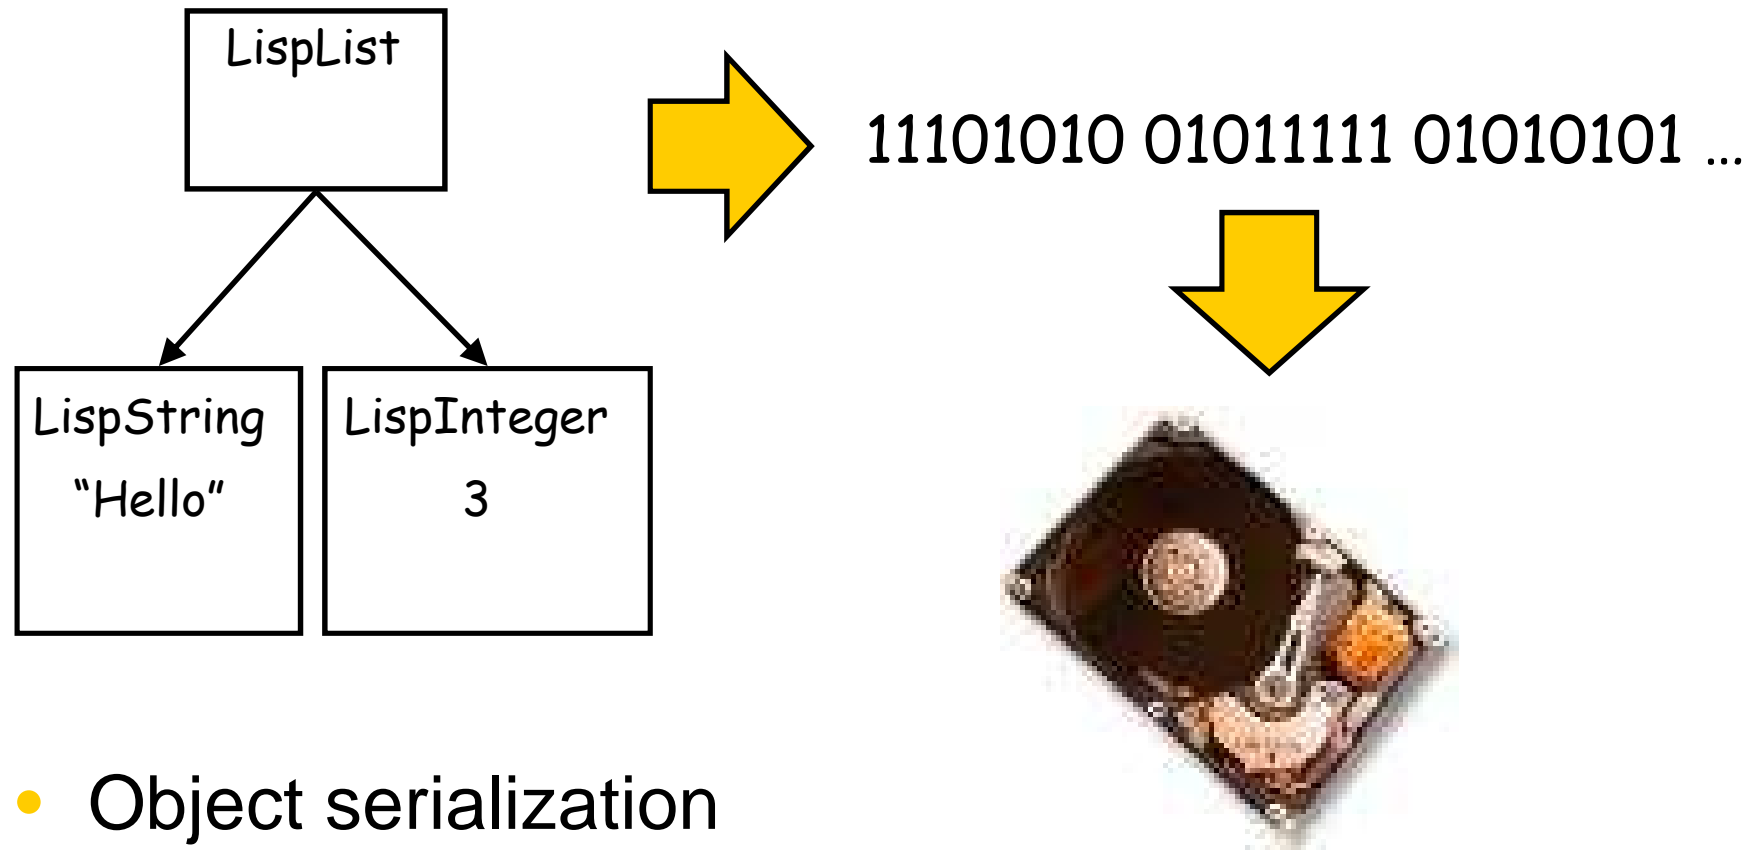 LispList
11101010 01011111 01010101 ...
LispString
“Hello”
LispInteger
3
• Object serialization